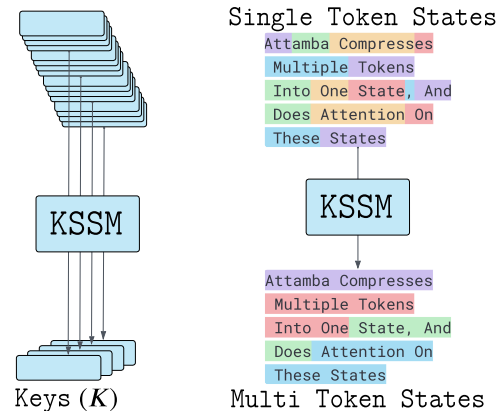 Single Token States
Attamba Compresses
Multiple Tokens
Into One State, And
Does Attention On
These States
KSSM
KSSM
Attamba Compresses
Multiple Tokens
Into One State, And
Does Attention On
These States
Keys (K)
Multi Token States